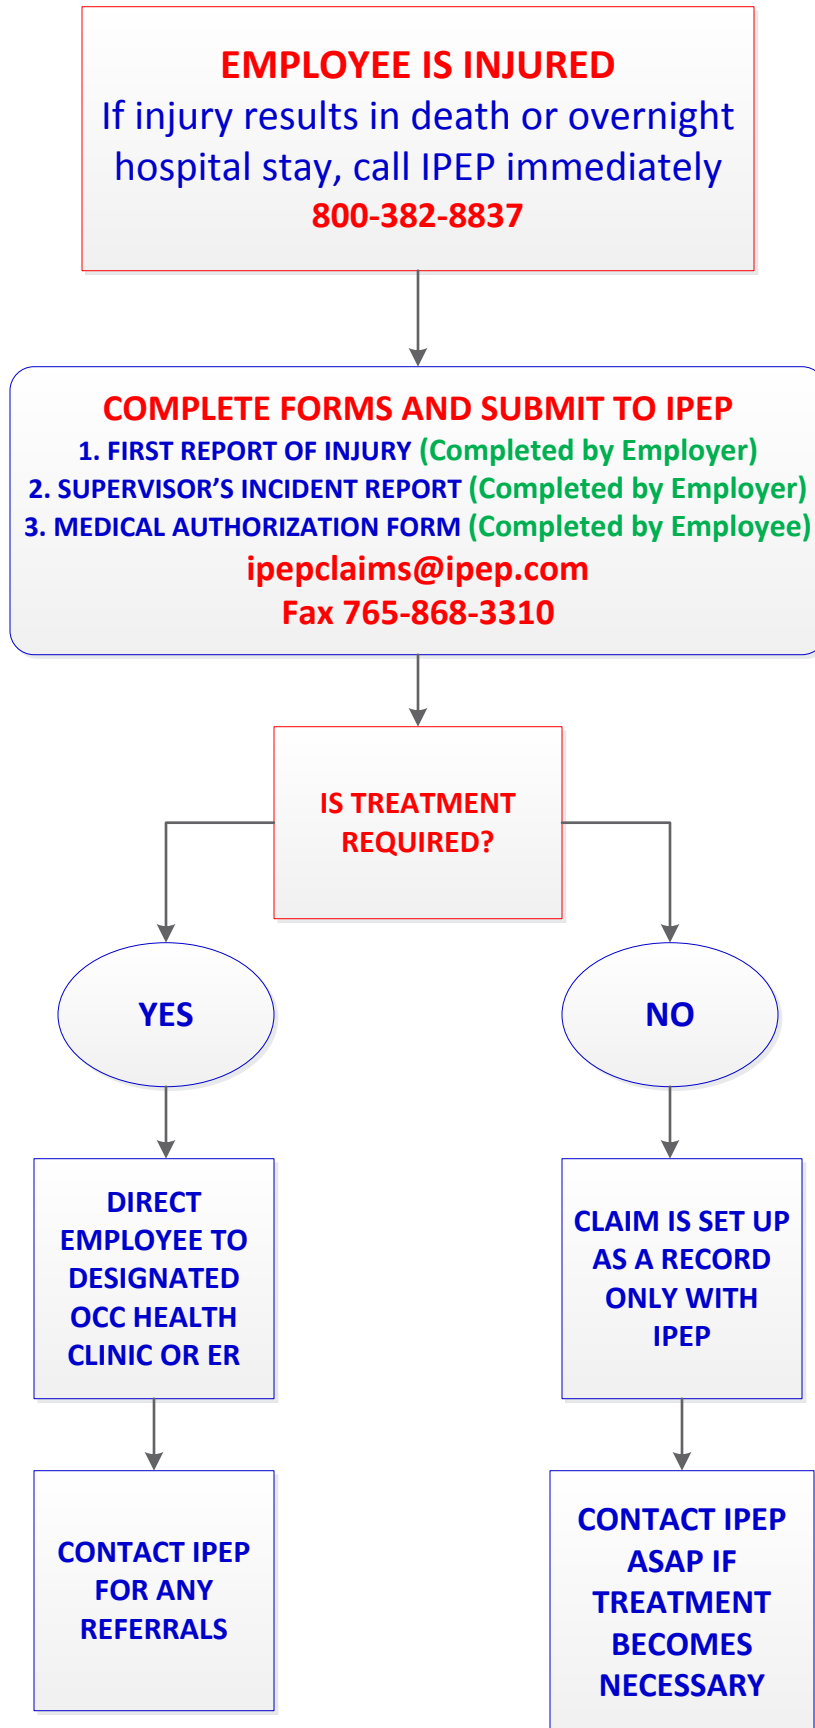 EMPLOYEE IS INJURED
If injury results in death or overnight
hospital stay, call IPEP immediately
800-382-8837
COMPLETE FORMS AND SUBMIT TO IPEP
1. FIRST REPORT OF INJURY (Completed by Employer)
2. SUPERVISOR’S INCIDENT REPORT (Completed by Employer)
3. MEDICAL AUTHORIZATION FORM (Completed by Employee)
ipepclaims@ipep.com
Fax 765-868-3310
IS TREATMENT
REQUIRED?
YES
NO
DIRECT
EMPLOYEE TO
DESIGNATED
OCC HEALTH
CLINIC OR ER
CLAIM IS SET UP
AS A RECORD
ONLY WITH
IPEP
CONTACT IPEP
FOR ANY
REFERRALS
CONTACT IPEP
ASAP IF
TREATMENT
BECOMES
NECESSARY